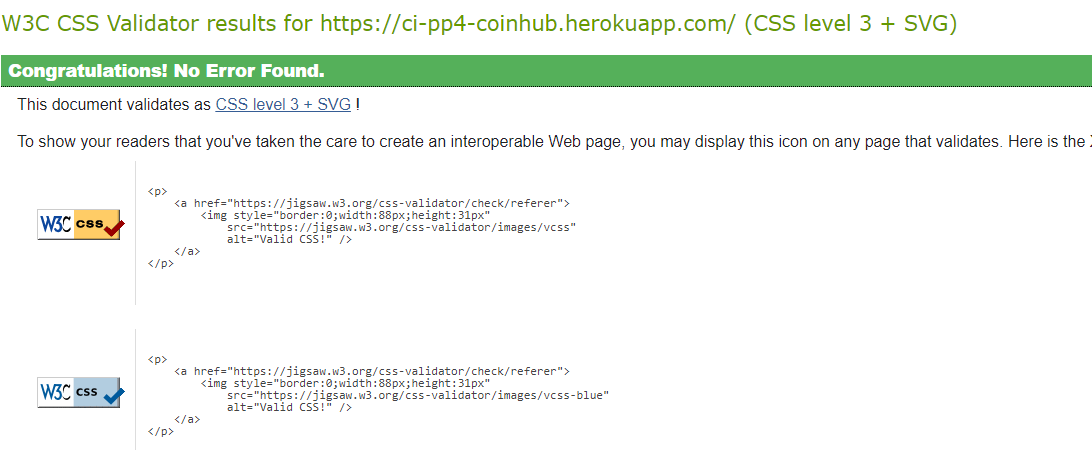 W3C CSS Validator results for https://ci-pp4-coinhub.herokuapp.com/ (CSS level 3 + SVG)
Congratulations! No Error Found.
This document validates as CSS level 3 + SVG !
To show your readers that you've taken the care to create an interoperable Web page, you may display this icon on any page that validates. Here is the
<p>
<a href="https://jigsaw.w3.org/css-validator/check/referer">
<img style="border:0;width:88px;height:31px"
W3C css
src="https://jigsaw.w3.org/css-validator/images/vcss"
alt="Valid CSS!" />
</a>
</p>
<p>
<a href="https://jigsaw.w3.org/css-validator/check/referer">
<img style="border:0;width:88px;height:31px"
W3C css
src="https://jigsaw.w3.org/css-validator/images/vcss-blue"
alt="Valid CSS!" />
</a>
</p>